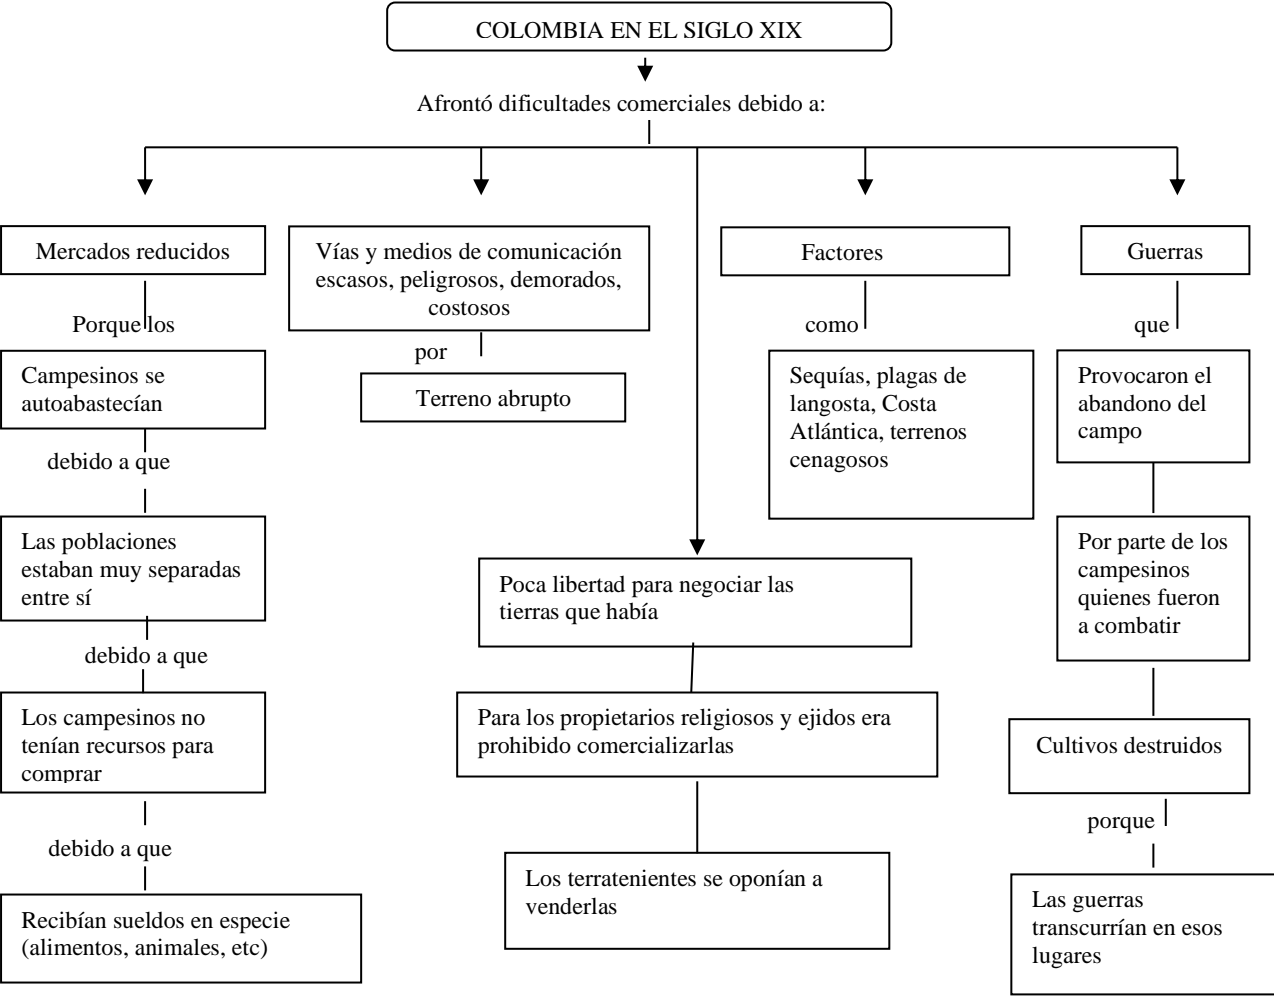 COLOMBIA EN EL SIGLO XIX
Afrontó dificultades comerciales debido a:
Mercados reducidos
Porque los
Campesinos se
autoabastecían
debido a que
Las poblaciones
estaban muy separadas
entre sí
debido a que
Los campesinos no
tenían recursos para
comprar
debido a que
Recibían sueldos en especie
(alimentos, animales, etc)
Vías y medios de comunicación
escasos, peligrosos, demorados,
costosos
por
Terreno abrupto
Poca libertad para negociar las
tierras que había
Para los propietarios religiosos y ejidos era
prohibido comercializarlas
Los terratenientes se oponían a
venderlas
Factores
como
Sequías, plagas de
langosta, Costa
Atlántica, terrenos
cenagosos
Guerras
que
Provocaron el
abandono del
campo
Por parte de los
campesinos
quienes fueron
a combatir
Cultivos destruidos
porque
Las guerras
transcurrían en esos
lugares